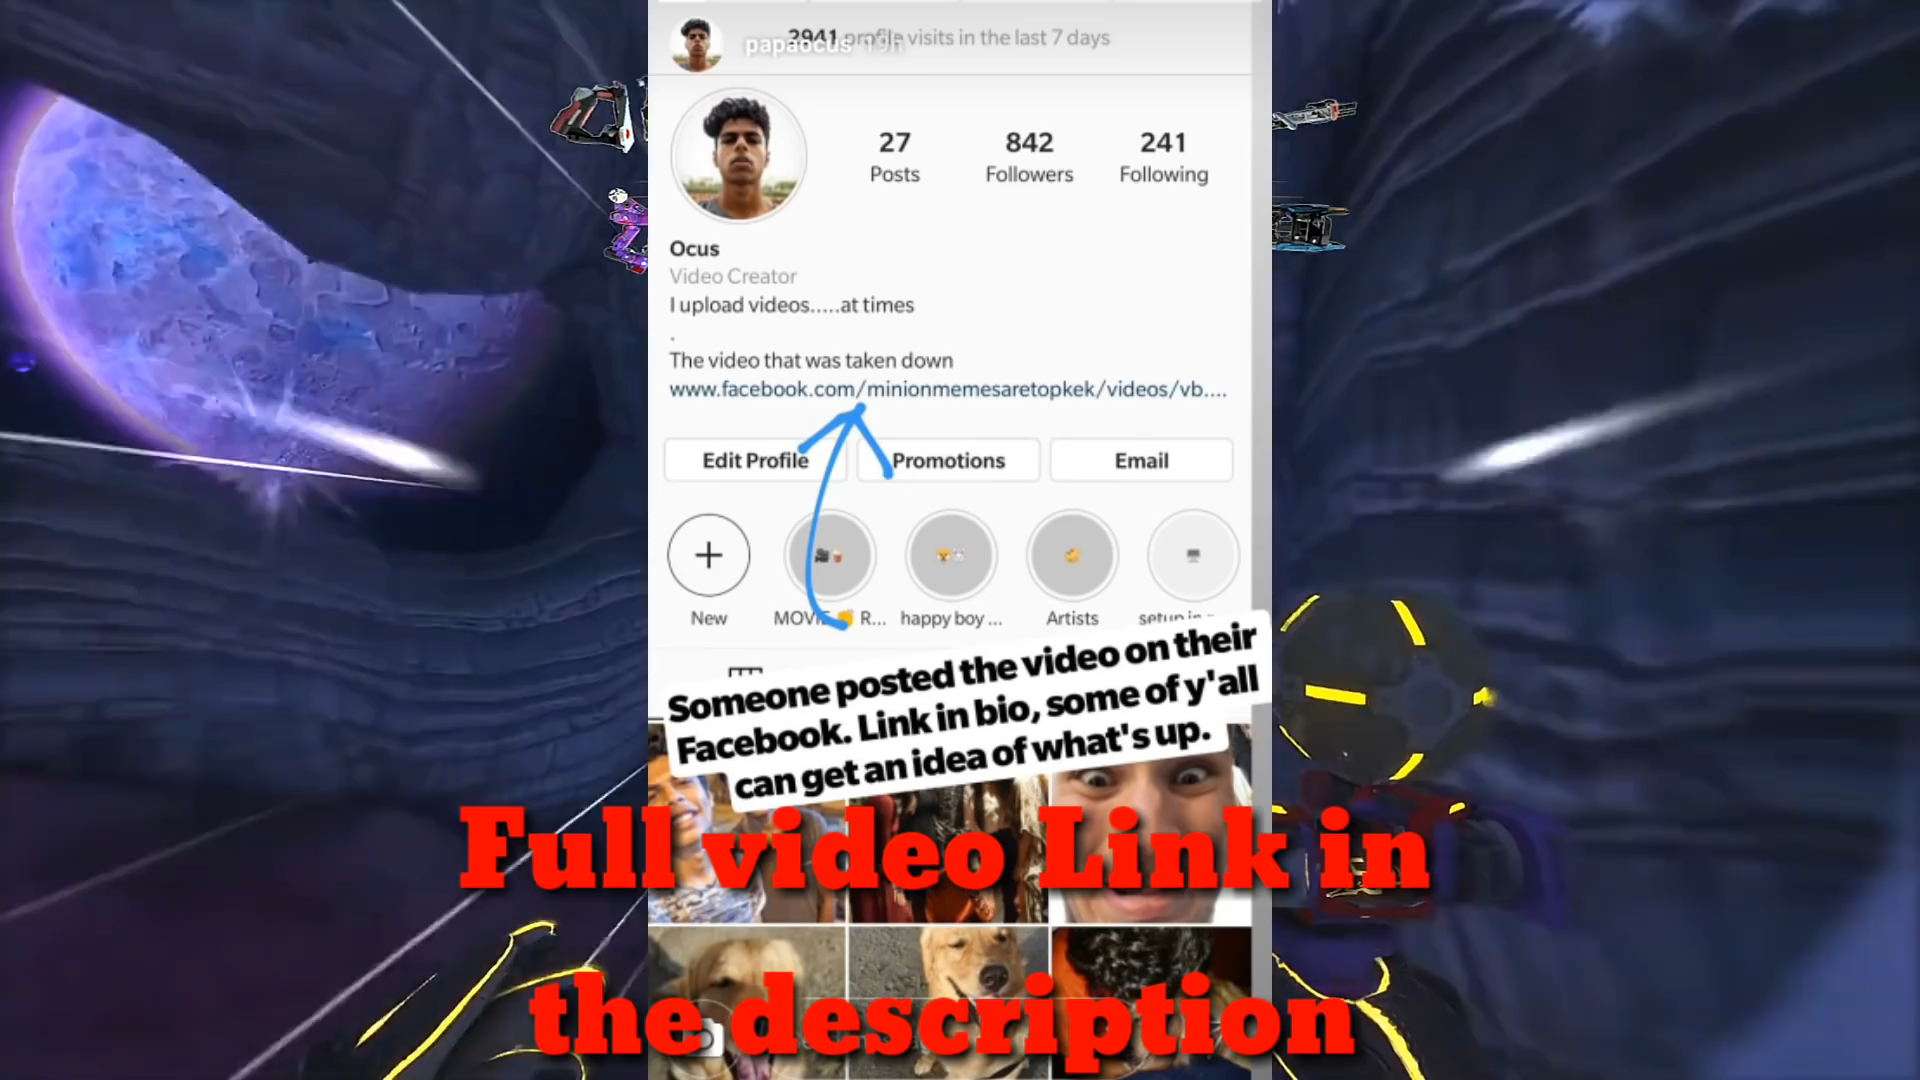 2941 profile visits in the last 7 days
papaocus 19h
27
Posts
842
Followers
241
Following
Ocus
Video Creator
I upload videos.....at times
.
The video that was taken down
www.facebook.com/minionmemesaretopkek/videos/vb....
Edit Profile
Promotions
Email
New
MOVIE R...
happy boy ...
Artists
Someone posted the video on their
Facebook. Link in bio, some of y'all
can get an idea of what's up.
Full video Link in
the description